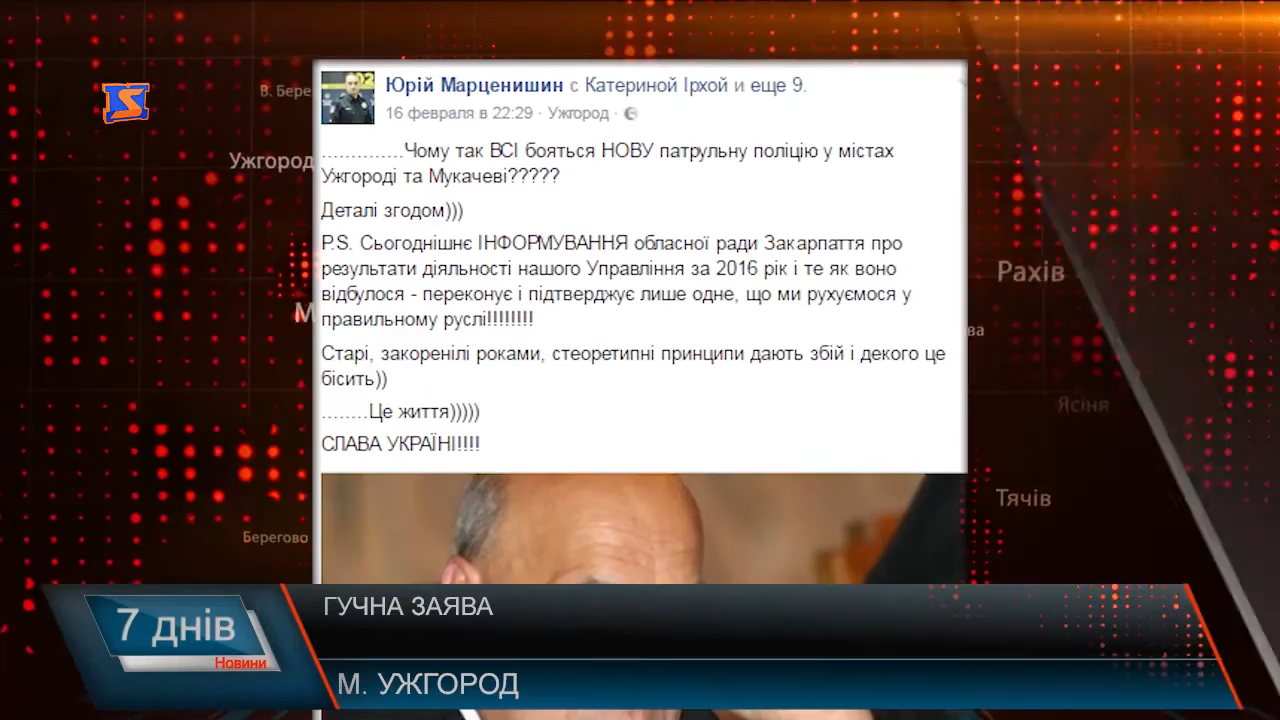 В. Бере
Ужгород
Юрій Марценишин с Катериной Ірхой и еще 9.
16 февраля в 22:29 · Ужгород ·
..............Чому так ВСІ бояться НОВУ патрульну поліцію у містах
Ужгороді та Мукачеві?????
Деталі згодом)))
P.S. Сьогоднішнє ІНФОРМУВАННЯ обласної ради Закарпаття про
результати діяльності нашого Управління за 2016 рік і те як воно
відбулося - переконує і підтверджує лише одне, що ми рухуємося у
правильному руслі!!!!!!!!
Старі, закоренілі роками, стеоретипні принципи дають збій і декого це
бісить))
........Це життя)))))
СЛАВА УКРАЇНІ!!!!
Рахів
М
ва
Ясіня
Тячів
Берегово
7 днів
Новини
ГУЧНА ЗАЯВА
М. УЖГОРОД